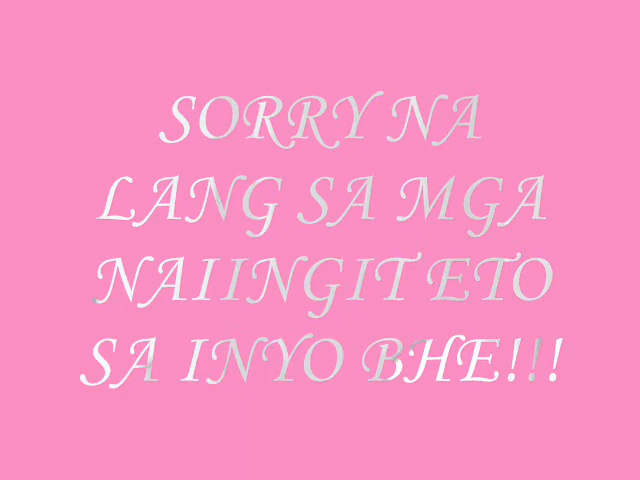 SORRY NA
LANG SA MGA
NAIINGIT ETO
SA INYO BHE!!!